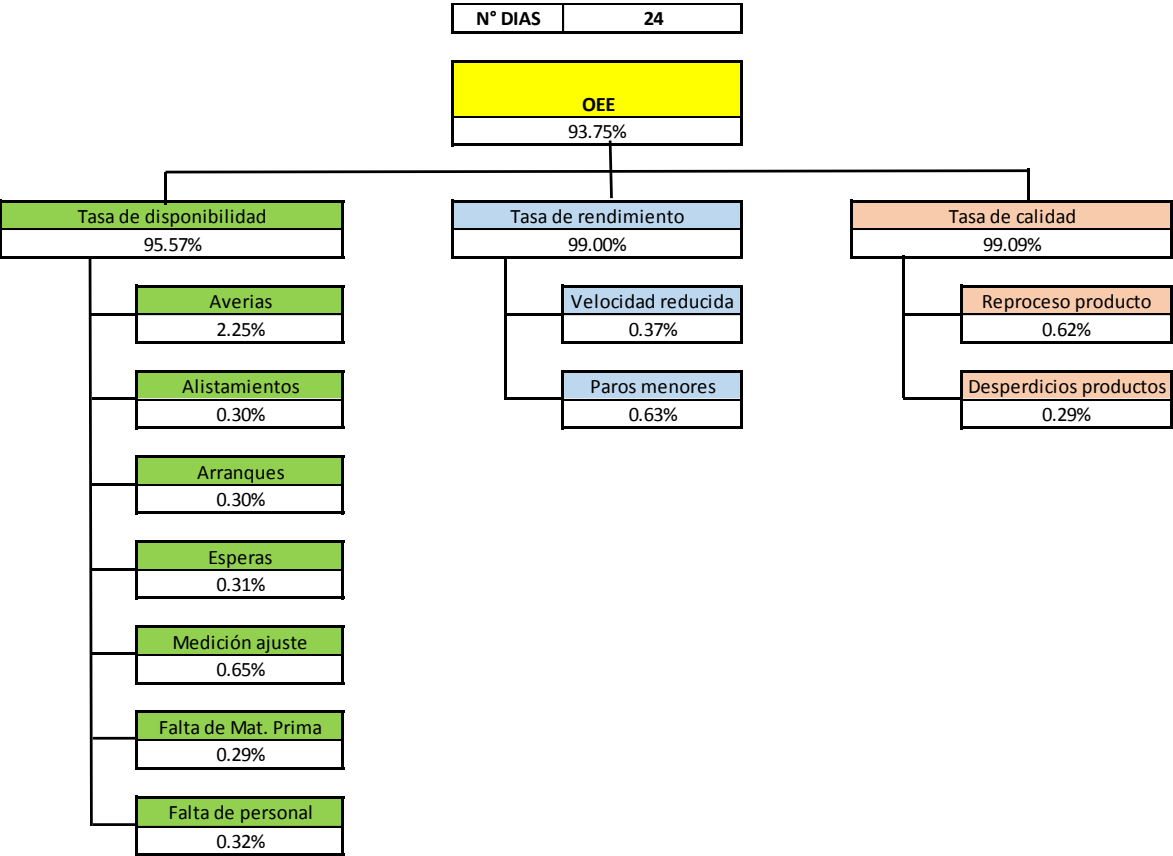 N° DIAS 24
OEE
93.75%
Tasa de disponibilidad
95.57%
Averias
2.25%
Alistamientos
0.30%
Arranques
0.30%
Esperas
0.31%
Medición ajuste
0.65%
Falta de Mat. Prima
0.29%
Falta de personal
0.32%
Tasa de rendimiento
99.00%
Velocidad reducida
0.37%
Paros menores
0.63%
Tasa de calidad
99.09%
Reproceso producto
0.62%
Desperdicios productos
0.29%